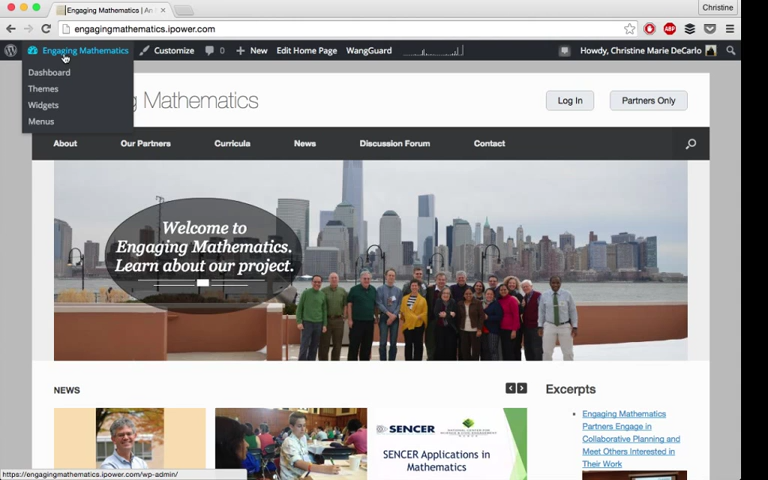 Christine
Engaging Mathematics | An
engagingmathematics.ipower.com
Engaging Mathematics
Customize
0
New
Edit Home Page
WangGuard
Howdy, Christine Marie DeCarlo
Dashboard
Themes
Widgets
Menus
Mathematics
Log In
Partners Only
About
Our Partners
Curricula
News
Discussion Forum
Contact
Welcome to
Engaging Mathematics.
Learn about our project.
NEWS
Excerpts
SENCER
SENCER Applications in
Mathematics
Engaging Mathematics
Partners Engage in
Collaborative Planning and
Meet Others Interested in
Their Work
https://engagingmathematics.ipower.com/wp-admin/